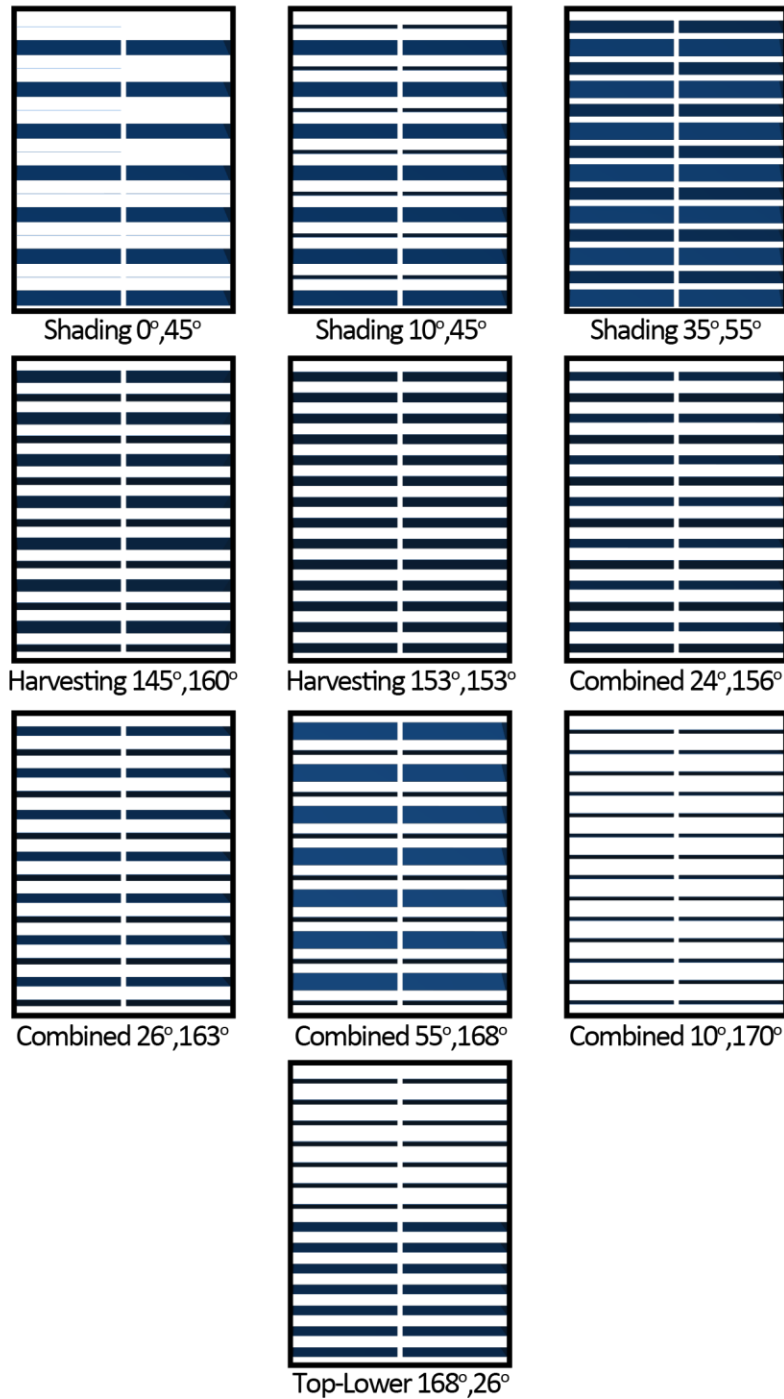 Shading 0°,45°
Shading 10°,45°
Shading 35°,55°
Harvesting 145°,160°
Harvesting 153°,153°
Combined 24°,156°
Combined 26°,163°
Combined 55°,168°
Combined 10°,170°
Top-Lower 168°,26°